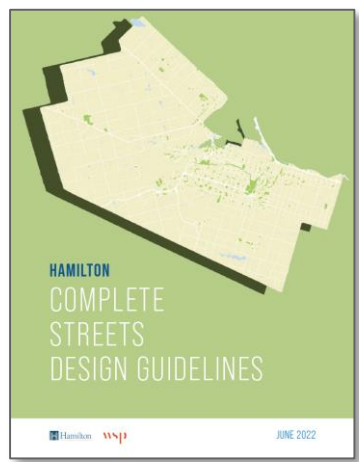 HAMILTON
COMPLETE
STREETS
DESIGN GUIDELINES
Hamilton wsp JUNE 2022